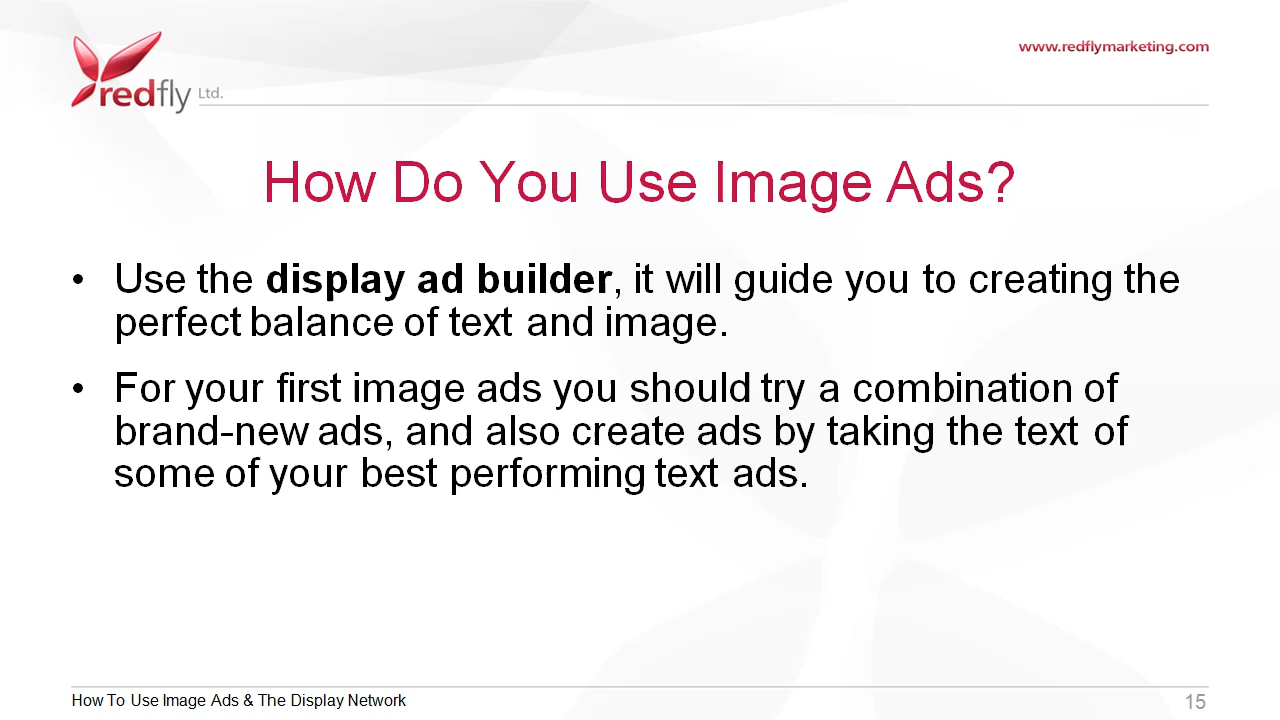 www.redflymarketing.com
redfly Ltd.
How Do You Use Image Ads?
• Use the display ad builder, it will guide you to creating the
perfect balance of text and image.
• For your first image ads you should try a combination of
brand-new ads, and also create ads by taking the text of
some of your best performing text ads.
How To Use Image Ads & The Display Network
15